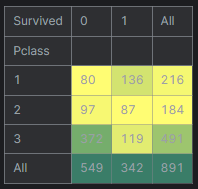 Survived 0 1 All
Pclass
1 80 136 216
2 97 87 184
3 372 119 491
All 549 342 891